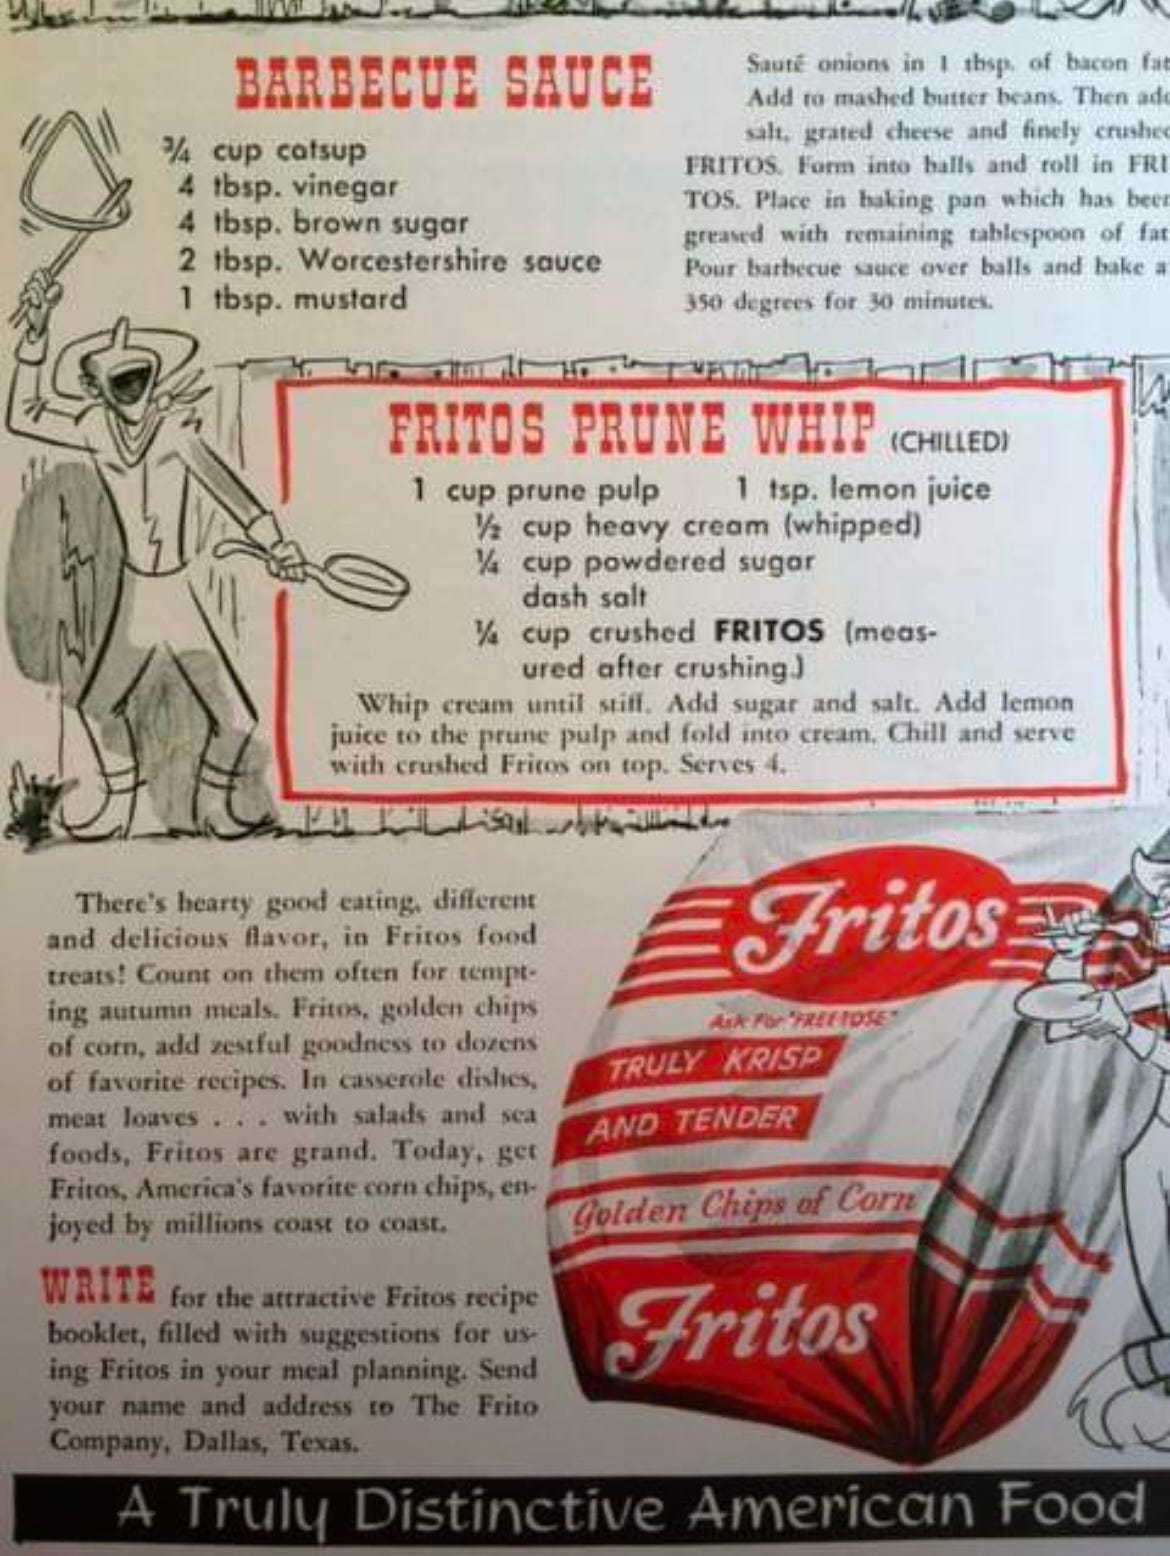 BARBECUE SAUCE
¾ cup catsup
4 tbsp. vinegar
4 tbsp. brown sugar
2 tbsp. Worcestershire sauce
1 tbsp. mustard
Sauté onions in 1 tbsp. of bacon fat
Add to mashed butter beans. Then add
salt, grated cheese and finely crushed
FRITOS. Form into balls and roll in FRI
TOS. Place in baking pan which has been
greased with remaining tablespoon of fat
Pour barbecue sauce over balls and bake a
350 degrees for 30 minutes.
FRITOS PRUNE WHIP (CHILLED)
1 cup prune pulp 1 tsp. lemon juice
½ cup heavy cream (whipped)
¼ cup powdered sugar
dash salt
¼ cup crushed FRITOS (meas-
ured after crushing.)
Whip cream until stiff. Add sugar and salt. Add lemon
juice to the prune pulp and fold into cream. Chill and serve
with crushed Fritos on top. Serves 4.
There's hearty good eating, different
and delicious flavor, in Fritos food
treats! Count on them often for tempt-
ing autumn meals. Fritos, golden chips
of corn, add zestful goodness to dozens
of favorite recipes. In casserole dishes,
meat loaves . . . with salads and sea
foods, Fritos are grand. Today, get
Fritos, America's favorite corn chips, en-
joyed by millions coast to coast.
WRITE for the attractive Fritos recipe
booklet, filled with suggestions for us-
ing Fritos in your meal planning. Send
your name and address to The Frito
Company, Dallas, Texas.
Fritos
Ask For "FREE-TOSE"
TRULY KRISP
AND TENDER
Golden Chips of Corn
Fritos
A Truly Distinctive American Food